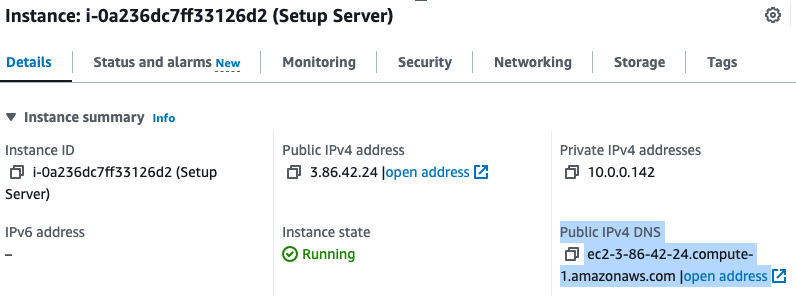 Instance: i-0a236dc7ff33126d2 (Setup Server)
Details Status and alarms New Monitoring Security Networking Storage Tags
Instance summary Info
Instance ID
i-0a236dc7ff33126d2 (Setup
Server)
Public IPv4 address
3.86.42.24 |open address
Private IPv4 addresses
10.0.0.142
IPv6 address
–
Instance state
Running
Public IPv4 DNS
ec2-3-86-42-24.compute-
1.amazonaws.com |open address